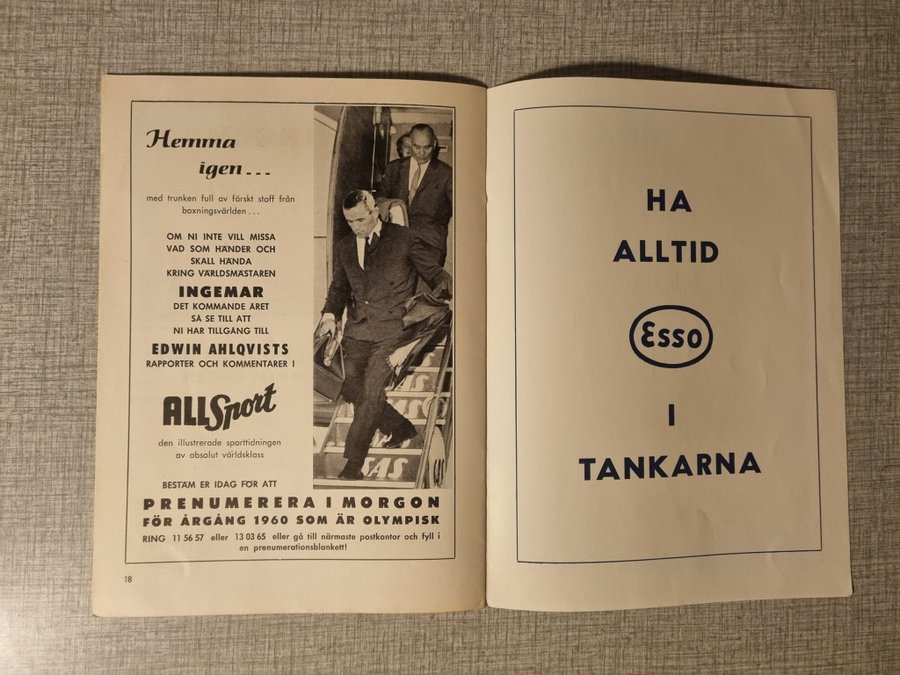 Hemma
igen...
med trunken full av färskt stoff från
boxningsvärlden...
OM NI INTE VILL MISSA
VAD SOM HÄNDER OCH
SKALL HÄNDA
KRING VÄRLDSMÄSTAREN
INGEMAR
DET KOMMANDE ÅRET
SÅ SE TILL ATT
NI HAR TILLGÅNG TILL
EDWIN AHLQVISTS
RAPPORTER OCH KOMMENTARER I
ALLSport
den illustrerade sporttidningen
av absolut världsklass
SAS
BESTÄM ER IDAG FÖR ATT
PRENUMERERA I MORGON
FÖR ÅRGÅNG 1960 SOM ÄR OLYMPISK
RING 11 56 57 eller 13 03 65 eller gå till närmaste postkontor och fyll i
en prenumerationsblankett!
18
HA
ALLTID
Esso
I
TANKARNA